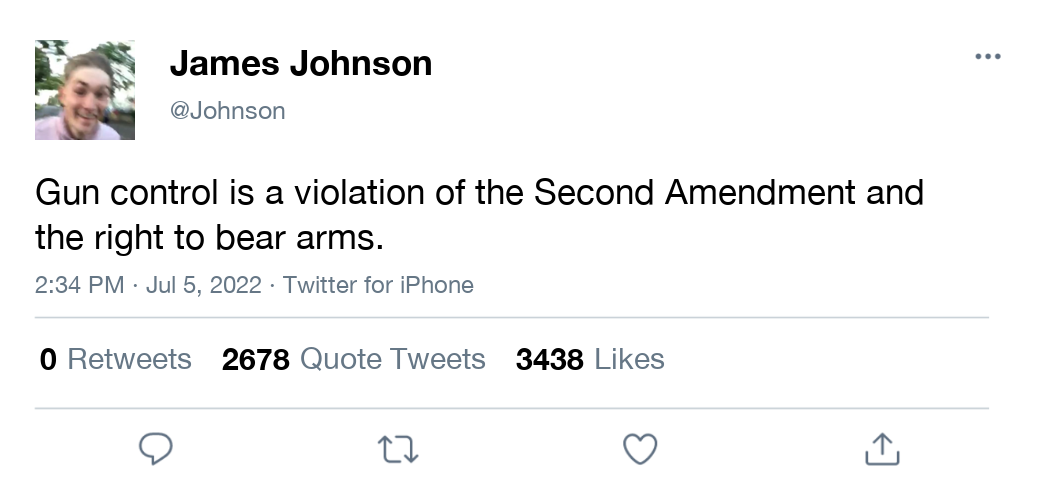 James Johnson
@Johnson
Gun control is a violation of the Second Amendment and
the right to bear arms.
2:34 PM · Jul 5, 2022 · Twitter for iPhone
0 Retweets 2678 Quote Tweets 3438 Likes